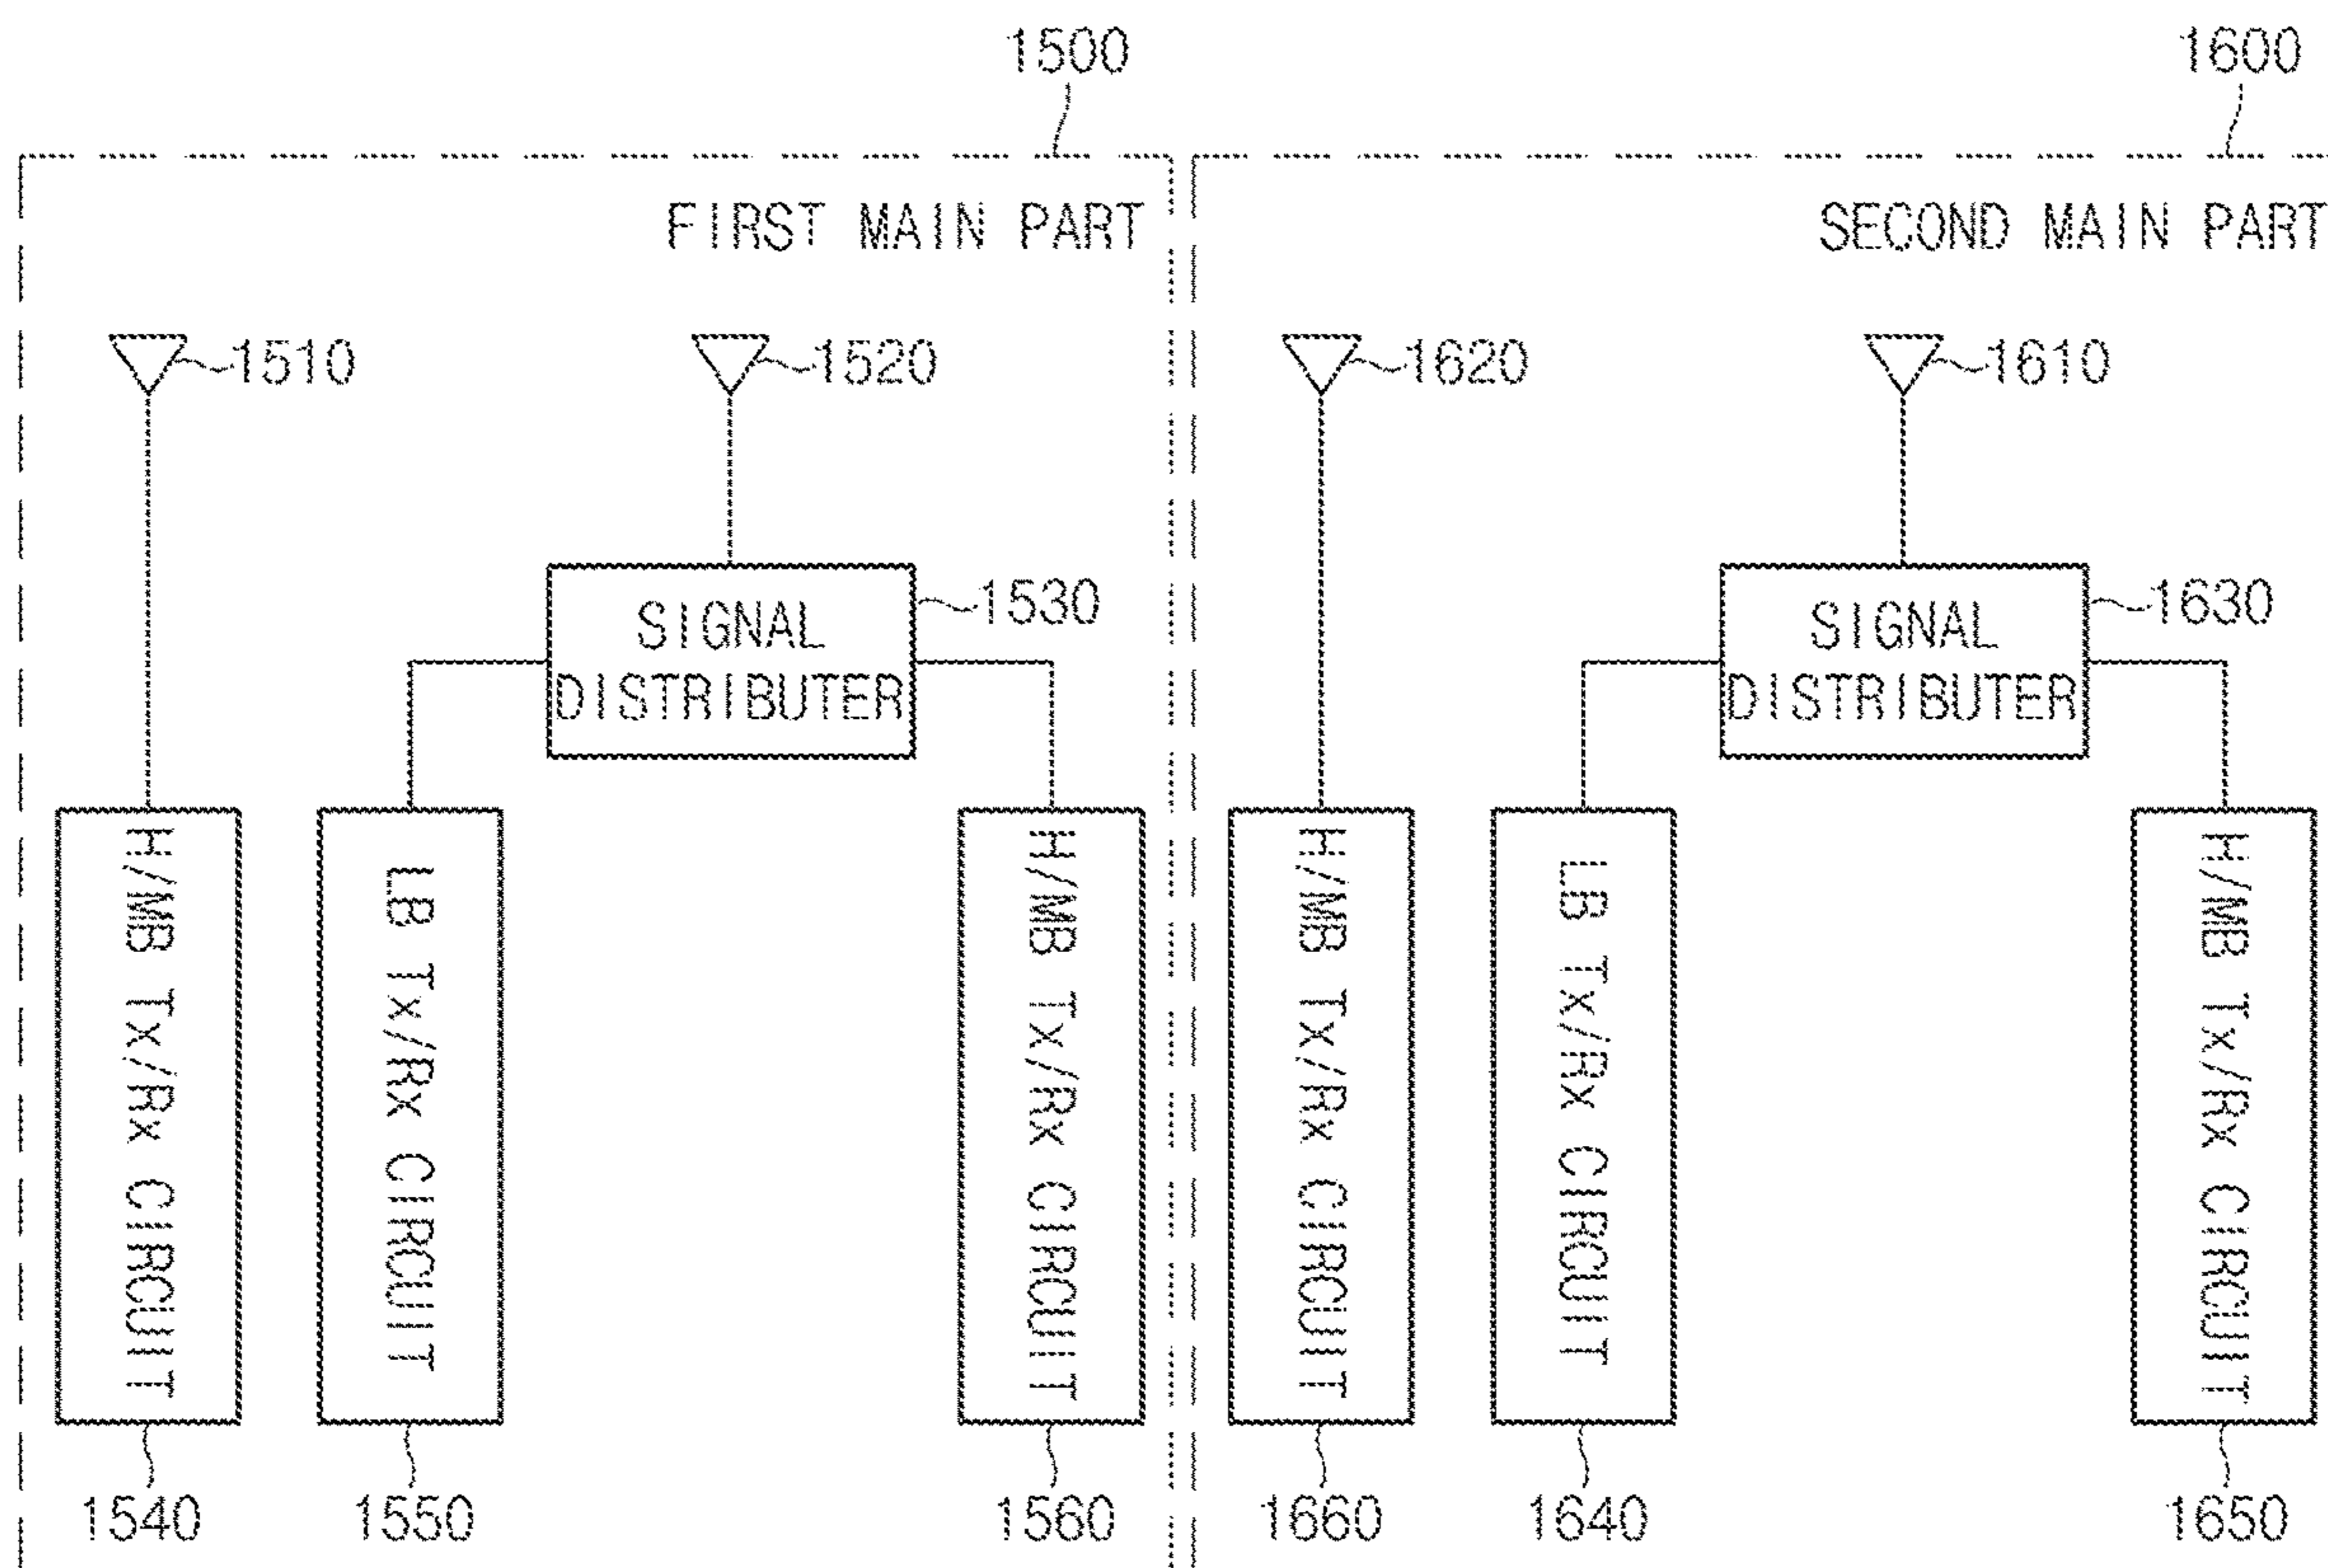 1500
1600
FIRST MAIN PART
SECOND MAIN PART
1510
1520
1620
1610
SIGNAL
DISTRIBUTER
1530
SIGNAL
DISTRIBUTER
1630
H/MB Tx/Rx CIRCUIT
LB Tx/Rx CIRCUIT
H/MB Tx/Rx CIRCUIT
H/MB Tx/Rx CIRCUIT
LB Tx/Rx CIRCUIT
H/MB Tx/Rx CIRCUIT
1540
1550
1560
1660
1640
1650